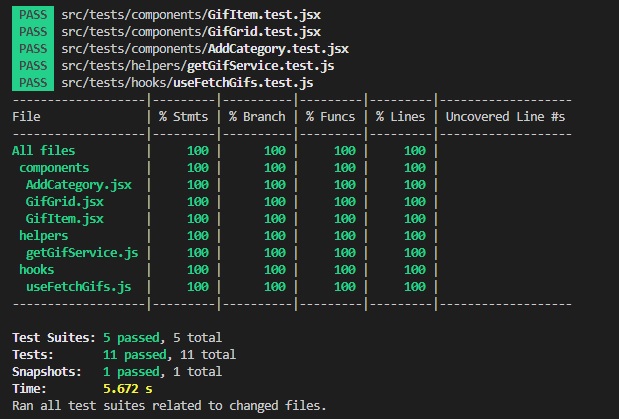 PASS src/tests/components/GifItem.test.jsx
PASS src/tests/components/GifGrid.test.jsx
PASS src/tests/components/AddCategory.test.jsx
PASS src/tests/helpers/getGifService.test.js
PASS src/tests/hooks/useFetchGifs.test.js
-------------------|---------|----------|---------|---------|-------------------
File               | % Stmts | % Branch | % Funcs | % Lines | Uncovered Line #s
-------------------|---------|----------|---------|---------|-------------------
All files          |     100 |      100 |     100 |     100 |
 components        |     100 |      100 |     100 |     100 |
  AddCategory.jsx  |     100 |      100 |     100 |     100 |
  GifGrid.jsx      |     100 |      100 |     100 |     100 |
  GifItem.jsx      |     100 |      100 |     100 |     100 |
 helpers           |     100 |      100 |     100 |     100 |
  getGifService.js |     100 |      100 |     100 |     100 |
 hooks             |     100 |      100 |     100 |     100 |
  useFetchGifs.js  |     100 |      100 |     100 |     100 |
-------------------|---------|----------|---------|---------|-------------------
Test Suites: 5 passed, 5 total
Tests:       11 passed, 11 total
Snapshots:   1 passed, 1 total
Time:        5.672 s
Ran all test suites related to changed files.